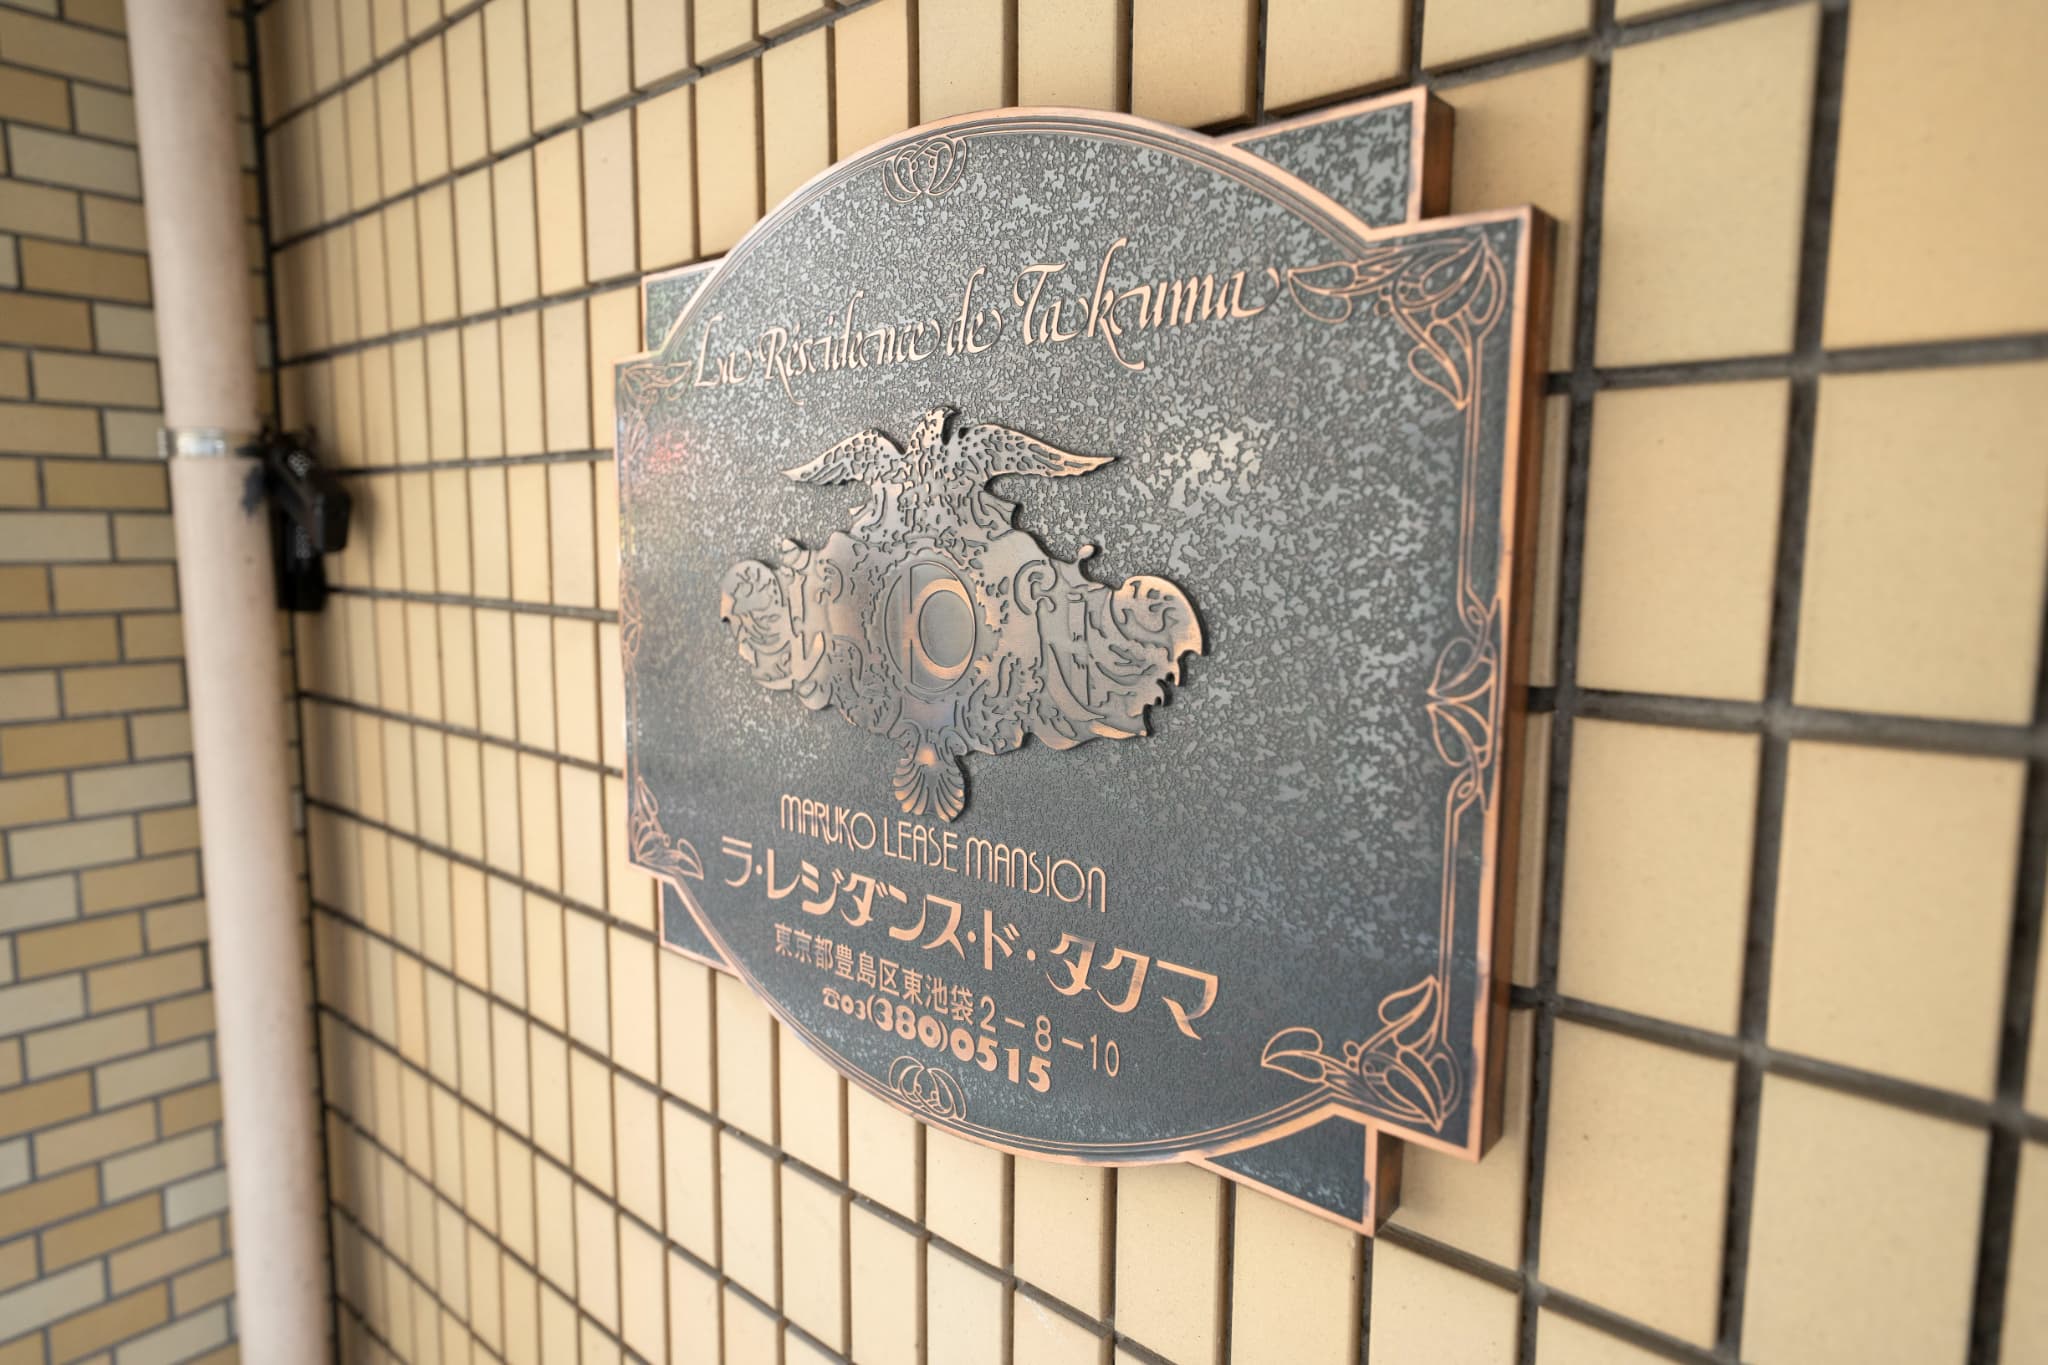 La Résidence de Takuma
MARUKO LEASE MANSION
ラ・レジダンス・ド・タクマ
東京都豊島区東池袋2-8-10
☎03(380)0515